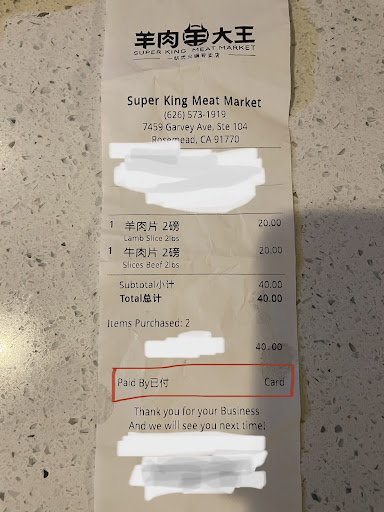 羊肉大王
SUPER KING MEAT MARKET
Super King Meat Market
(626) 573-1919
7459 Garvey Ave, Ste 104
Rosemead, CA 91770
1 羊肉片 2磅 20.00
Lamb Slice 2lbs
1 牛肉片 2磅 20.00
Slices Beef 2lbs
Subtotal小计 40.00
Total总计 40.00
Items Purchased: 2
40.00
Paid By已付 Card
Thank you for your Business
And we will see you next time!